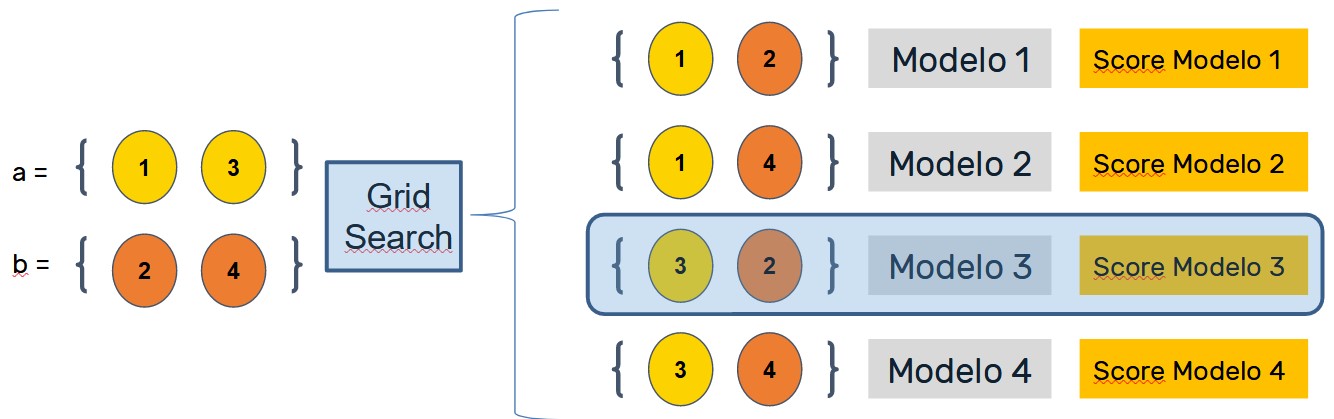 a = { 1 3 }
b = { 2 4 }
Grid
Search
{ 1 2 } Modelo 1 Score Modelo 1
{ 1 4 } Modelo 2 Score Modelo 2
{ 3 2 } Modelo 3 Score Modelo 3
{ 3 4 } Modelo 4 Score Modelo 4